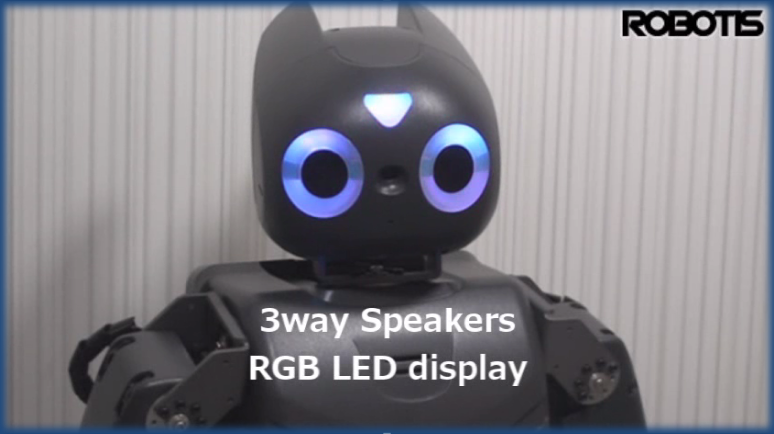 ROBOTIS
3way Speakers
RGB LED display